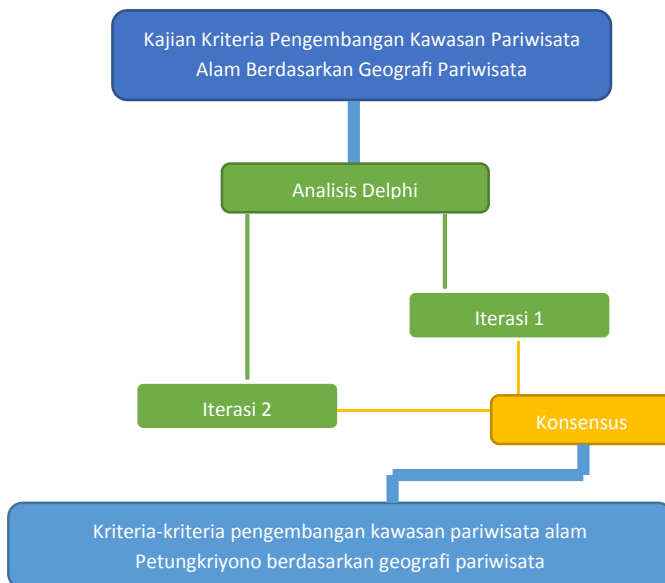 Kajian Kriteria Pengembangan Kawasan Pariwisata
Alam Berdasarkan Geografi Pariwisata
Analisis Delphi
Iterasi 1
Iterasi 2
Konsensus
Kriteria-kriteria pengembangan kawasan pariwisata alam
Petungkriyono berdasarkan geografi pariwisata